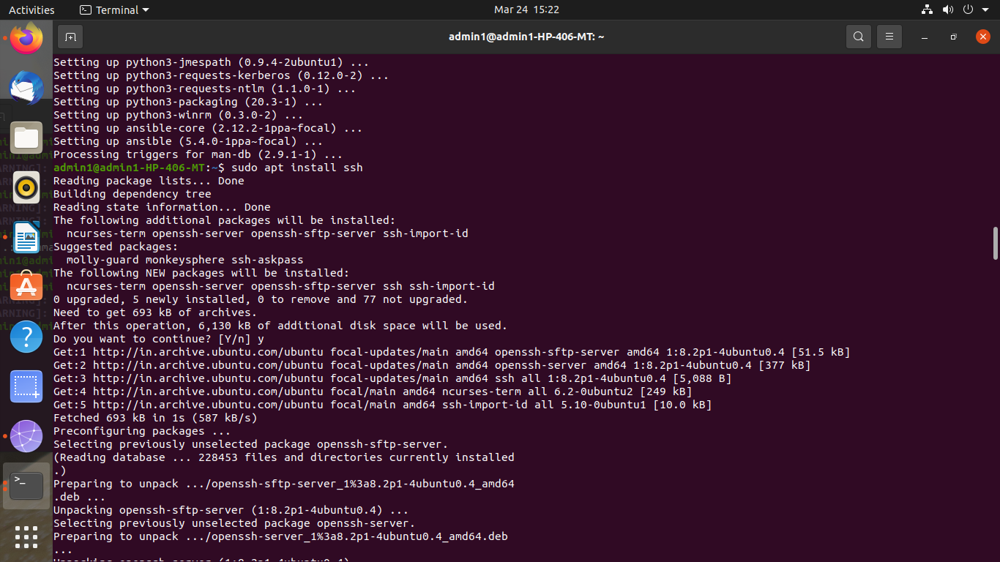 Activities
Terminal
Mar 24 15:22
admin1@admin1-HP-406-MT: ~
Setting up python3-jmespath (0.9.4-2ubuntu1) ...
Setting up python3-requests-kerberos (0.12.0-2) ...
Setting up python3-requests-ntlm (1.1.0-1) ...
Setting up python3-packaging (20.3-1) ...
Setting up python3-winrm (0.3.0-2) ...
Setting up ansible-core (2.12.2-1ppa~focal) ...
Setting up ansible (5.4.0-1ppa~focal) ...
Processing triggers for man-db (2.9.1-1) ...
admin1@admin1-HP-406-MT:~$ sudo apt install ssh
Reading package lists... Done
Building dependency tree
Reading state information... Done
The following additional packages will be installed:
  ncurses-term openssh-server openssh-sftp-server ssh-import-id
Suggested packages:
  molly-guard monkeysphere ssh-askpass
The following NEW packages will be installed:
  ncurses-term openssh-server openssh-sftp-server ssh ssh-import-id
0 upgraded, 5 newly installed, 0 to remove and 77 not upgraded.
Need to get 693 kB of archives.
After this operation, 6,130 kB of additional disk space will be used.
Do you want to continue? [Y/n] y
Get:1 http://in.archive.ubuntu.com/ubuntu focal-updates/main amd64 openssh-sftp-server amd64 1:8.2p1-4ubuntu0.4 [51.5 kB]
Get:2 http://in.archive.ubuntu.com/ubuntu focal-updates/main amd64 openssh-server amd64 1:8.2p1-4ubuntu0.4 [377 kB]
Get:3 http://in.archive.ubuntu.com/ubuntu focal-updates/main amd64 ssh all 1:8.2p1-4ubuntu0.4 [5,088 B]
Get:4 http://in.archive.ubuntu.com/ubuntu focal/main amd64 ncurses-term all 6.2-0ubuntu2 [249 kB]
Get:5 http://in.archive.ubuntu.com/ubuntu focal/main amd64 ssh-import-id all 5.10-0ubuntu1 [10.0 kB]
Fetched 693 kB in 1s (587 kB/s)
Preconfiguring packages ...
Selecting previously unselected package openssh-sftp-server.
(Reading database ... 228453 files and directories currently installed
.)
Preparing to unpack .../openssh-sftp-server_1%3a8.2p1-4ubuntu0.4_amd64
.deb ...
Unpacking openssh-sftp-server (1:8.2p1-4ubuntu0.4) ...
Selecting previously unselected package openssh-server.
Preparing to unpack .../openssh-server_1%3a8.2p1-4ubuntu0.4_amd64.deb
...